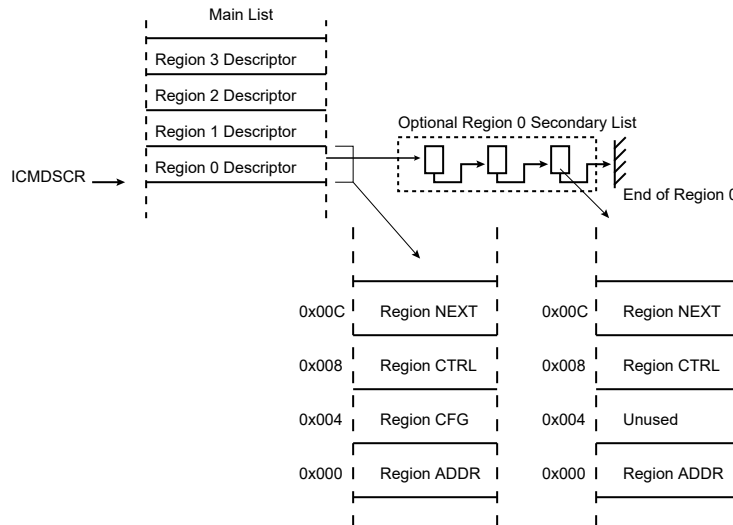 Main List
Region 3 Descriptor
Region 2 Descriptor
Region 1 Descriptor
Optional Region 0 Secondary List
Region 0 Descriptor
ICMDSCR
End of Region 0
0x00C Region NEXT 0x00C Region NEXT
0x008 Region CTRL 0x008 Region CTRL
0x004 Region CFG 0x004 Unused
0x000 Region ADDR 0x000 Region ADDR